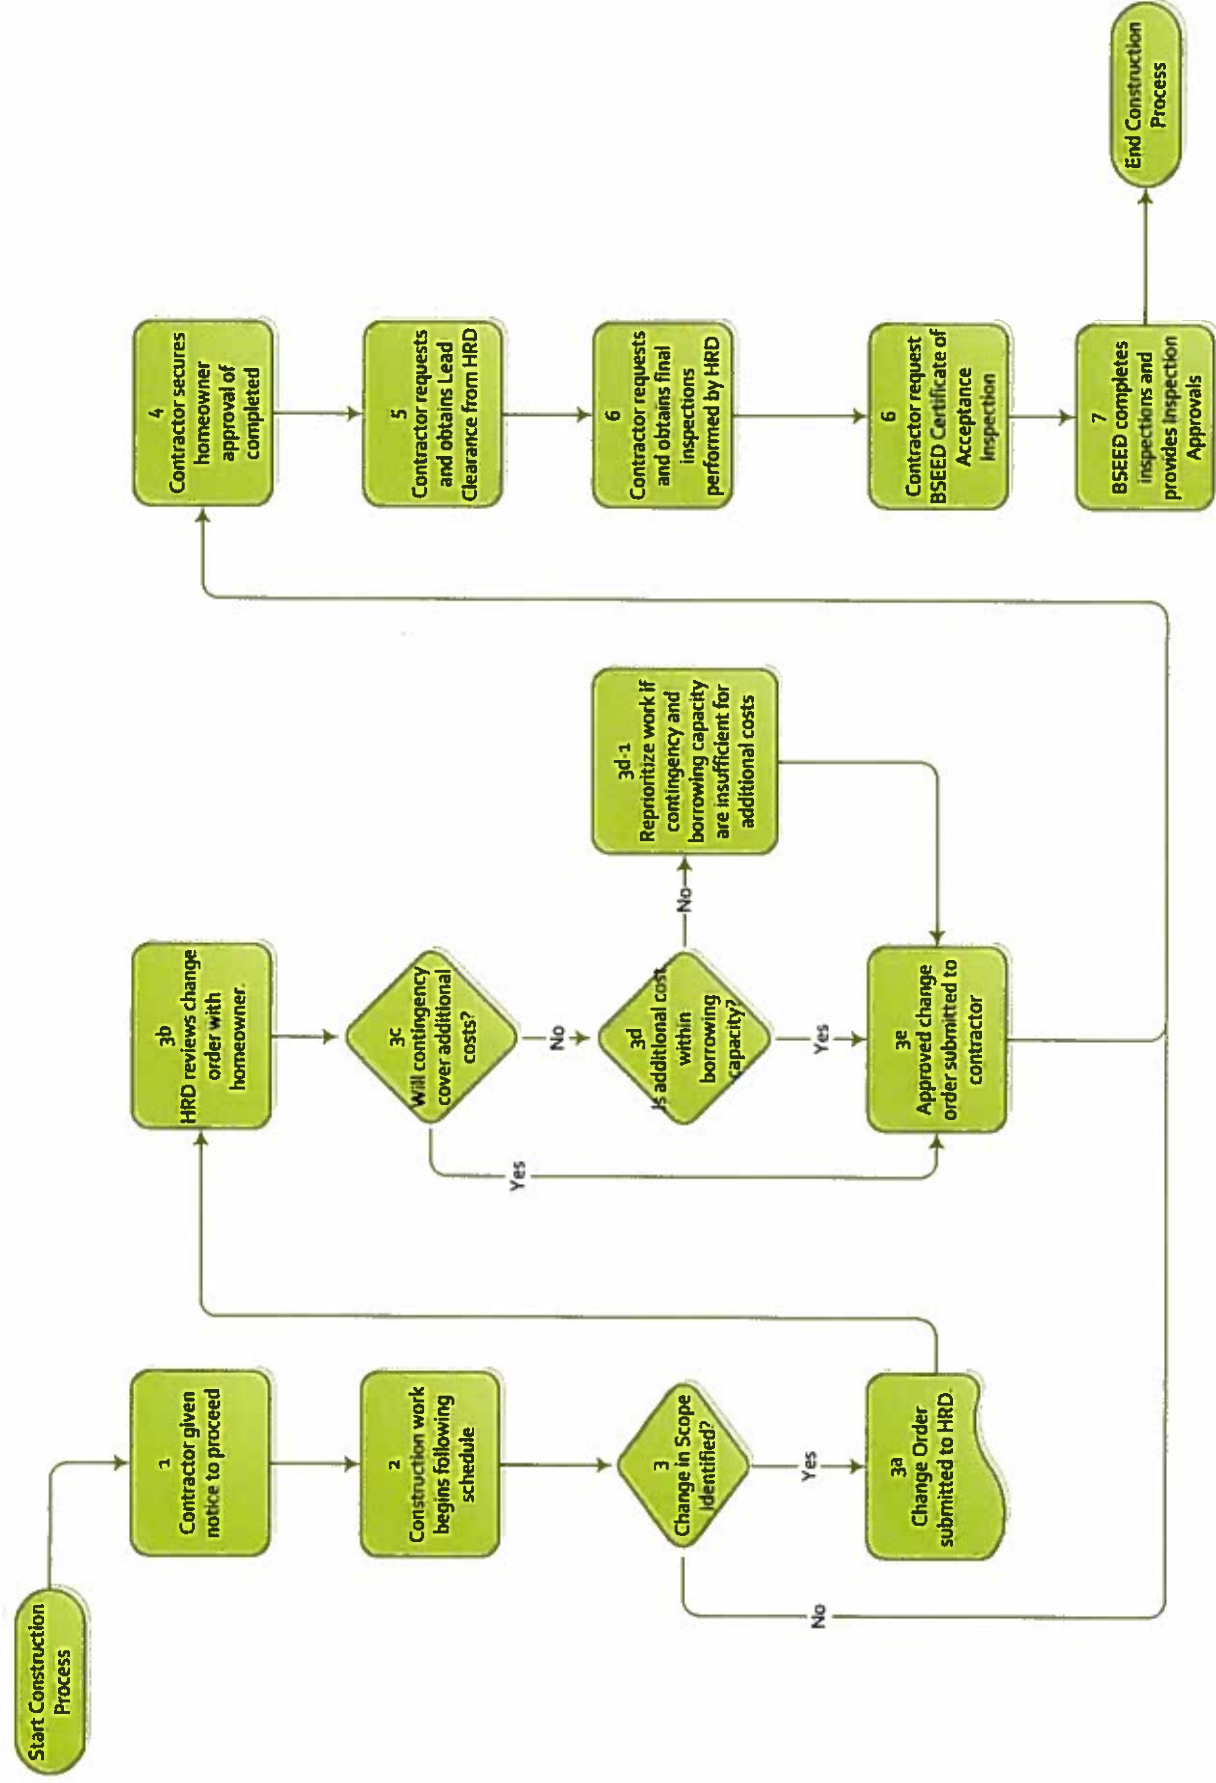 Start Construction
Process
1
Contractor given
notice to proceed
2
Construction work
begins following
schedule
3
Change in Scope
identified?
Yes
No
3a
Change Order
submitted to HRD.
3b
HRD reviews change
order with
homeowner.
3c
Will contingency
cover additional
costs?
Yes
No
3d
Is additional cost
within
borrowing
capacity?
No
Yes
3d-1
Reprioritize work if
contingency and
borrowing capacity
are insufficient for
additional costs
3e
Approved change
order submitted to
contractor
4
Contractor secures
homeowner
approval of
completed
5
Contractor requests
and obtains Lead
Clearance from HRD
6
Contractor requests
and obtains final
inspections
performed by HRD
6
Contractor request
BSEED Certificate of
Acceptance
Inspection
7
BSEED completes
inspections and
provides Inspection
Approvals
End Construction
Process